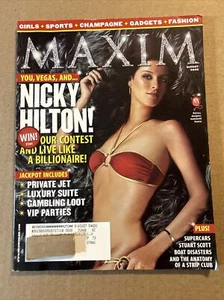 GIRLS + SPORTS + CHAMPAGNE + GADGETS + FASHION
MAXIM
YOU, VEGAS, AND...
NICKY
HILTON!
WIN!
OUR CONTEST
AND LIVE LIKE
A BILLIONAIRE!
JACKPOT INCLUDES
PRIVATE JET
LUXURY SUITE
GAMBLING LOOT
VIP PARTIES
PLUS!
SUPERCARS
STUART SCOTT
BOAT DISASTERS
AND THE ANATOMY
OF A STRIP CLUB